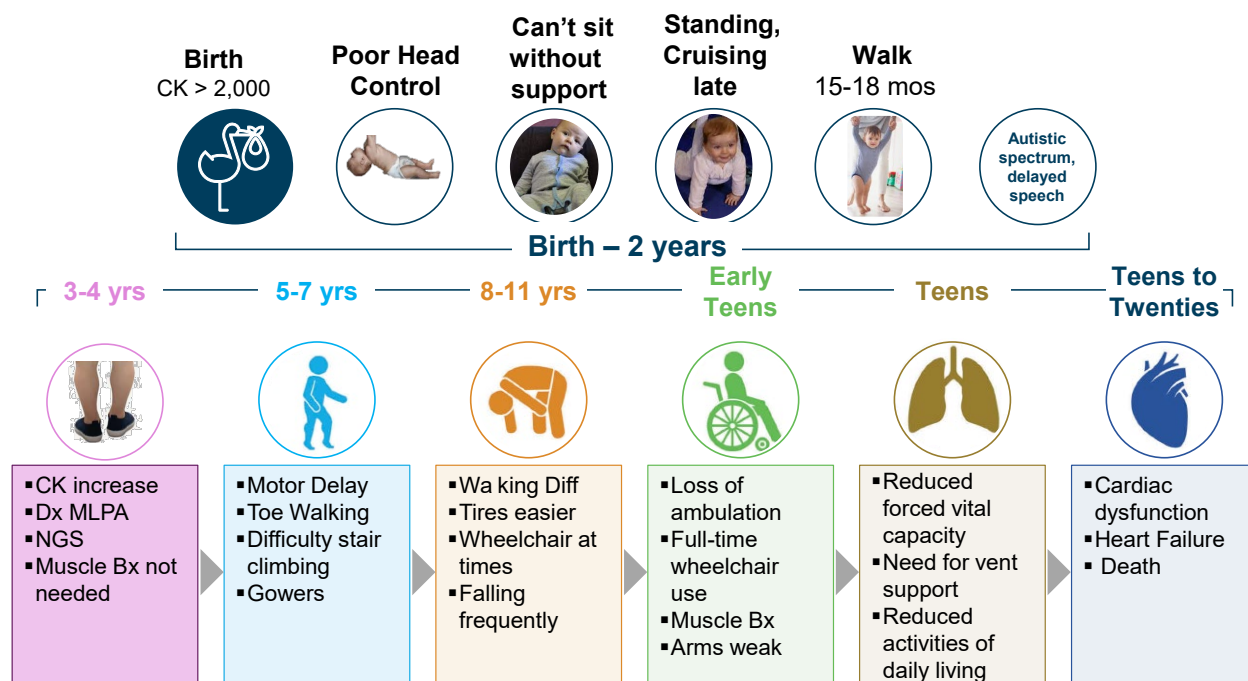 Birth
CK > 2,000
Poor Head
Control
Can't sit
without
support
Standing,
Cruising
late
Walk
15-18 mos
Autistic
spectrum,
delayed
speech
Birth – 2 years
3-4 yrs
5-7 yrs
8-11 yrs
Early
Teens
Teens
Teens to
Twenties
▪CK increase
▪Dx MLPA
▪NGS
▪Muscle Bx not
needed
▪Motor Delay
▪Toe Walking
▪Difficulty stair
climbing
▪Gowers
▪Wa king Diff
▪Tires easier
▪Wheelchair at
times
▪Falling
frequently
▪Loss of
ambulation
▪Full-time
wheelchair
use
▪Muscle Bx
▪Arms weak
▪Reduced
forced vital
capacity
▪Need for vent
support
▪Reduced
activities of
daily living
▪Cardiac
dysfunction
▪Heart Failure
▪ Death